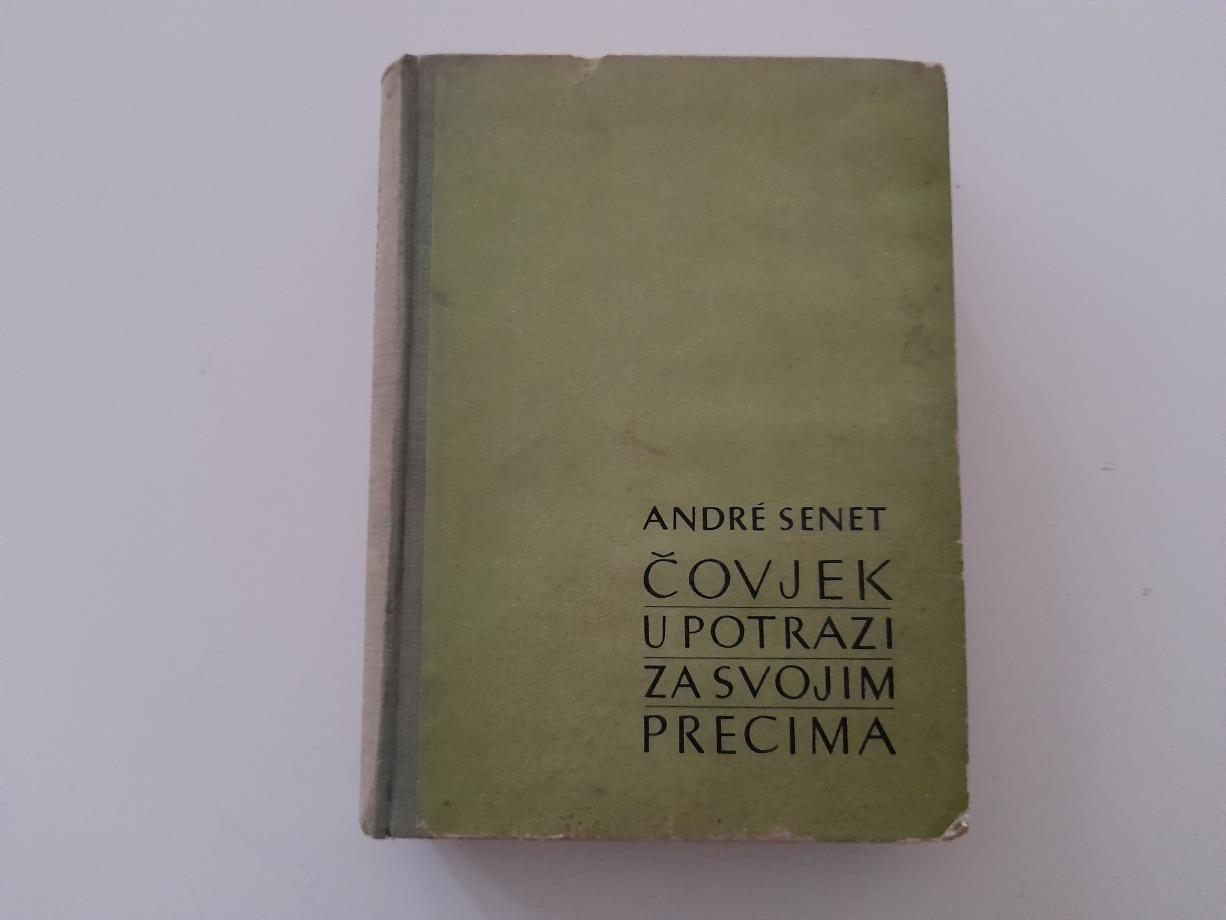 ANDRÉ SENET
ČOVJEK
U POTRAZI
ZA SVOJIM
PRECIMA